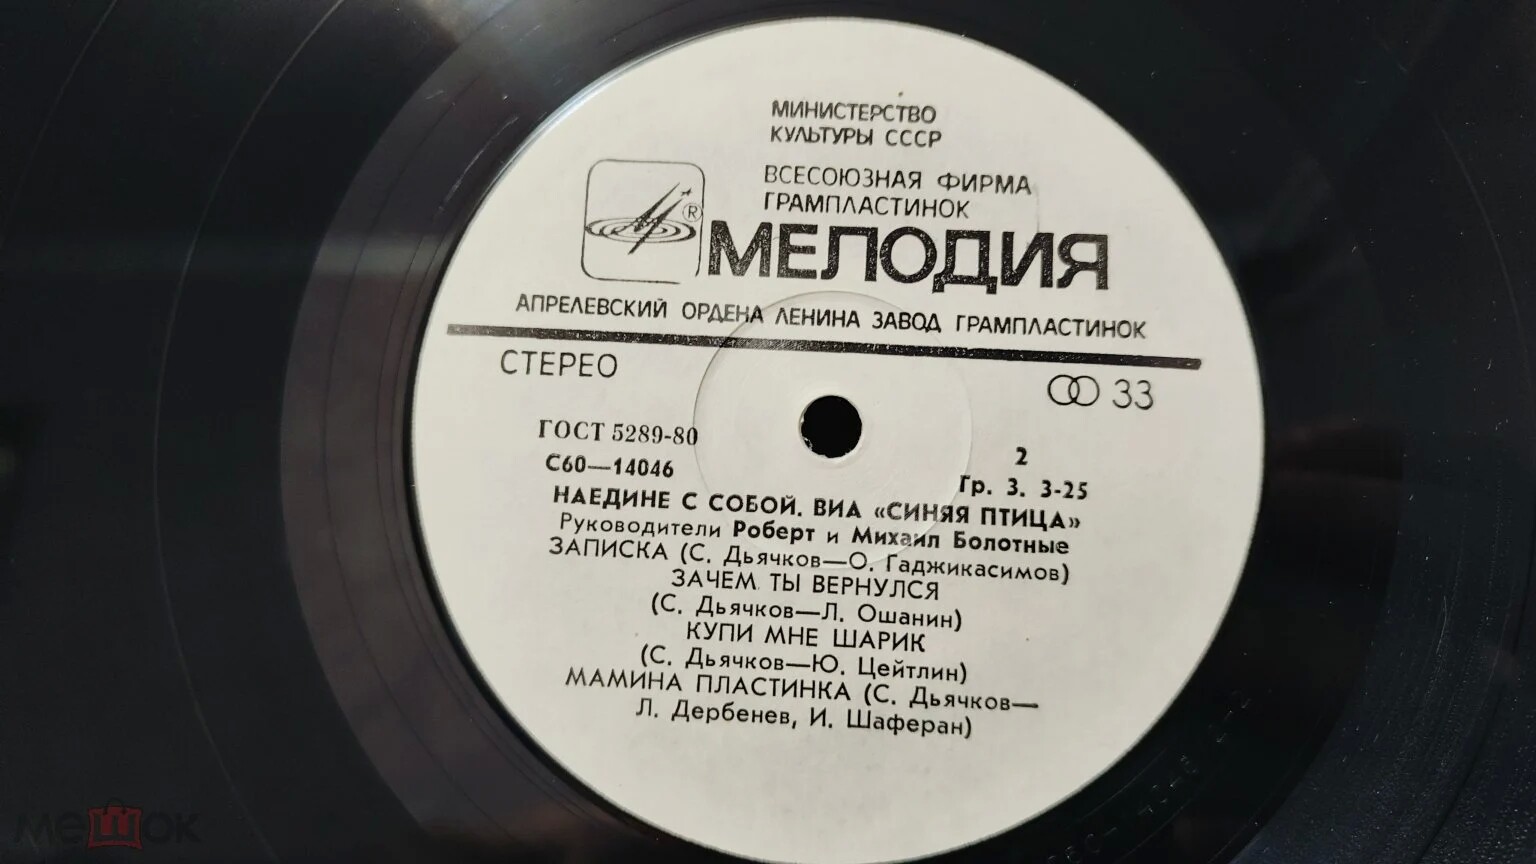 МИНИСТЕРСТВО
КУЛЬТУРЫ СССР
ВСЕСОЮЗНАЯ ФИРМА
ГРАМПЛАСТИНОК
®
МЕЛОДИЯ
АПРЕЛЕВСКИЙ ОРДЕНА ЛЕНИНА ЗАВОД ГРАМПЛАСТИНОК
СТЕРЕО
33
ГОСТ 5289-80
С60—14046
2
Гр. 3. 3-25
НАЕДИНЕ С СОБОЙ. ВИА «СИНЯЯ ПТИЦА»
Руководители Роберт и Михаил Болотные
ЗАПИСКА (С. Дьячков—О. Гаджикасимов)
ЗАЧЕМ ТЫ ВЕРНУЛСЯ
(С. Дьячков—Л. Ошанин)
КУПИ МНЕ ШАРИК
(С. Дьячков—Ю. Цейтлин)
МАМИНА ПЛАСТИНКА (С. Дьячков—
Л. Дербенев, И. Шаферан)
мешок